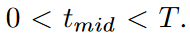 0 < t_{mid} < T.